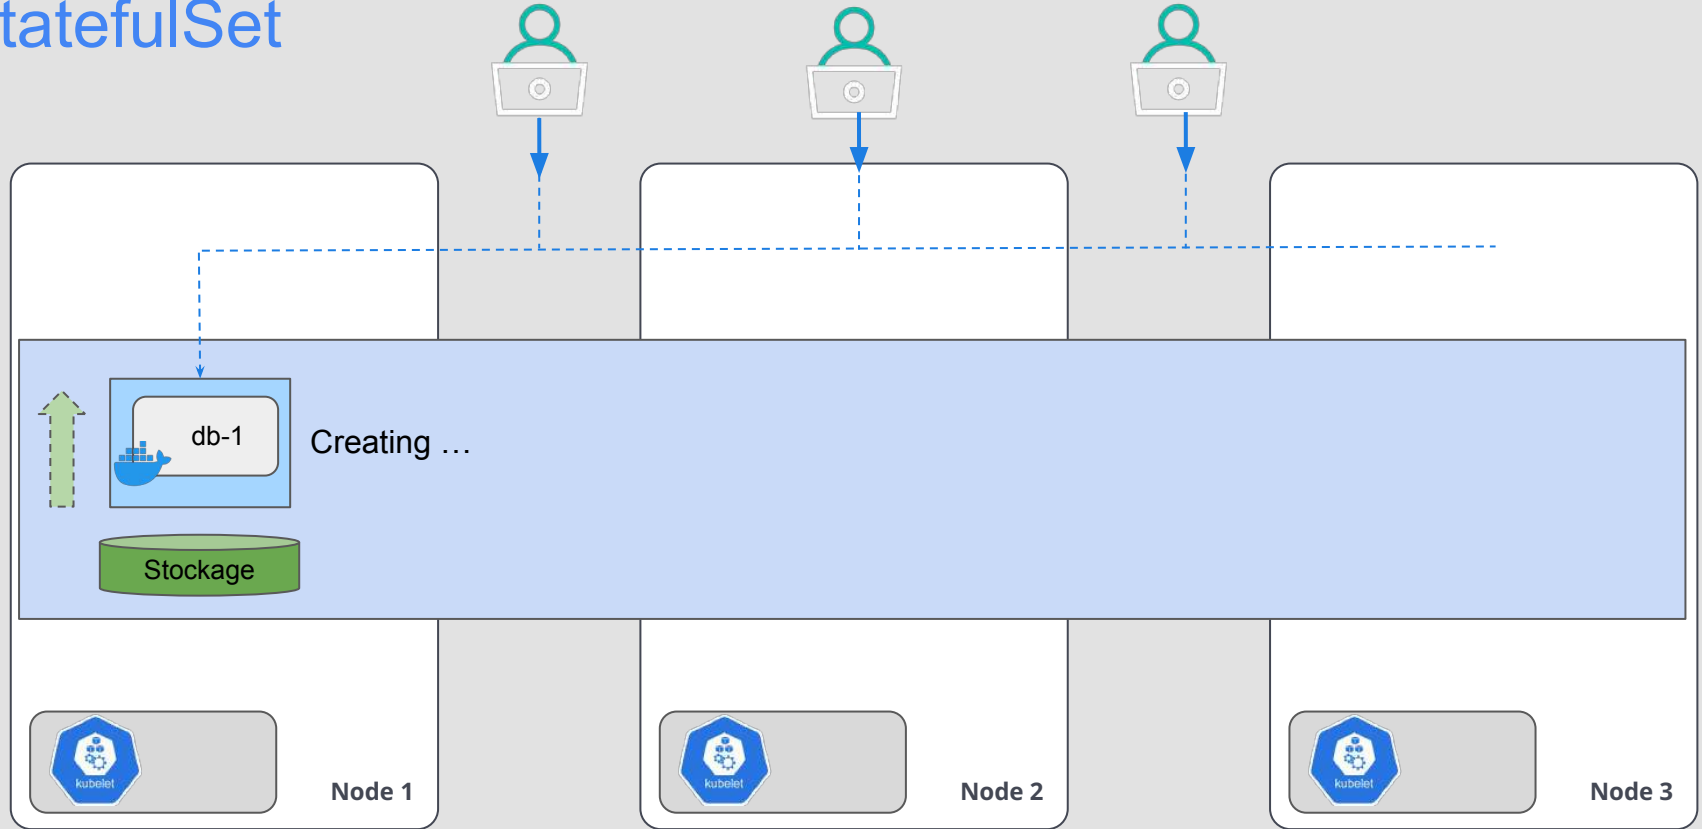 tatefulSet
db-1
Creating …
Stockage
kubelet
Node 1
kubelet
Node 2
kubelet
Node 3